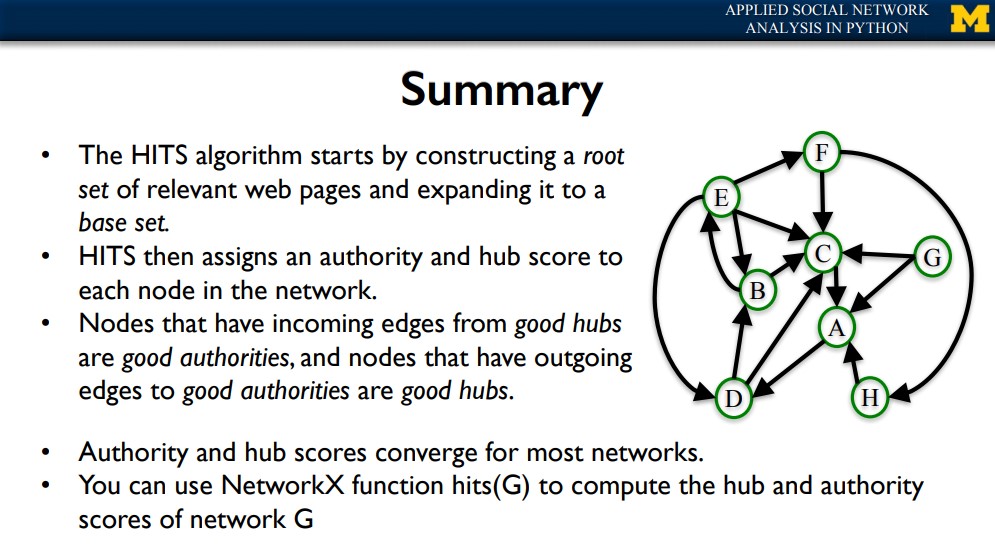 APPLIED SOCIAL NETWORK
ANALYSIS IN PYTHON
M
Summary
• The HITS algorithm starts by constructing a root
set of relevant web pages and expanding it to a
base set.
• HITS then assigns an authority and hub score to
each node in the network.
• Nodes that have incoming edges from good hubs
are good authorities, and nodes that have outgoing
edges to good authorities are good hubs.
• Authority and hub scores converge for most networks.
• You can use NetworkX function hits(G) to compute the hub and authority
scores of network G
F
E
C
G
B
A
D
H